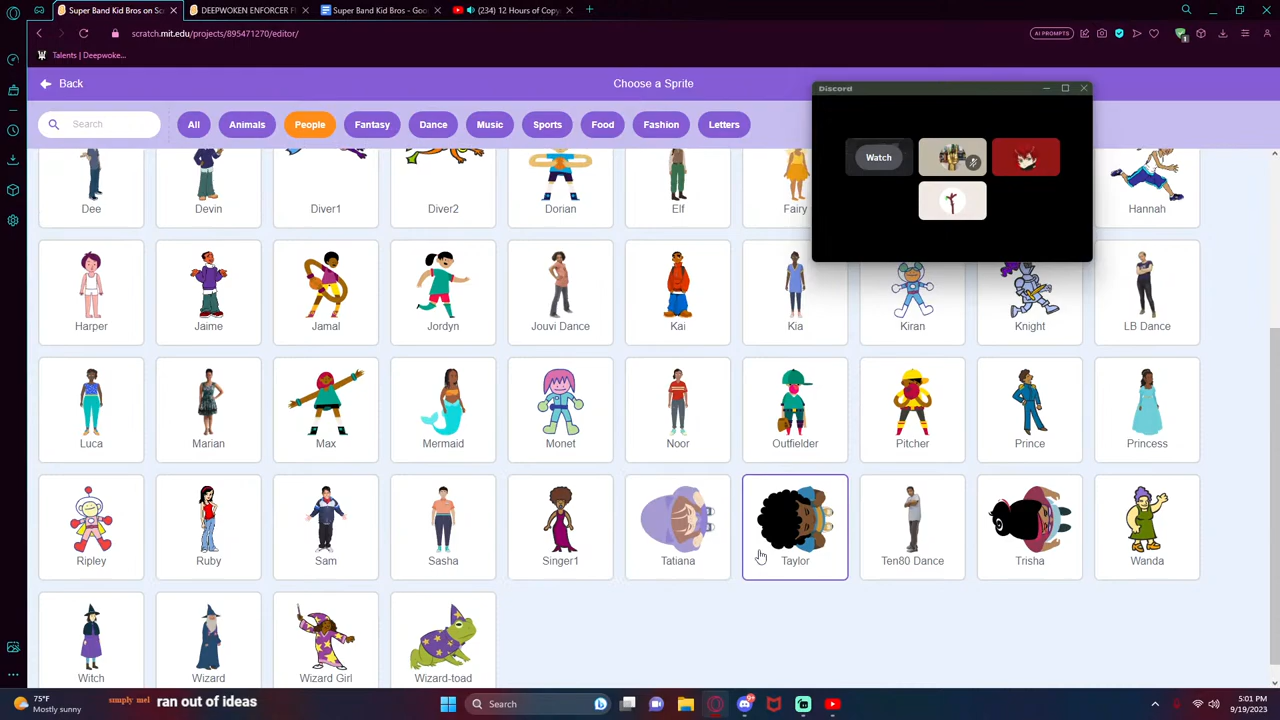 Super Band Kid Bros on Sc
DEEPWOKEN ENFORCER F
Super Band Kid Bros - Goo
(234) 12 Hours of Copy
scratch.mit.edu/projects/895471270/editor/
AI PROMPTS
1
Talents | Deepwoke...
Back
Choose a Sprite
Discord
Search
All
Animals
People
Fantasy
Dance
Music
Sports
Food
Fashion
Letters
Watch
Dee
Devin
Diver1
Diver2
Dorian
Elf
Fairy
Hannah
Harper
Jaime
Jamal
Jordyn
Jouvi Dance
Kai
Kia
Kiran
Knight
LB Dance
Luca
Marian
Max
Mermaid
Monet
Noor
Outfielder
Pitcher
Prince
Princess
Ripley
Ruby
Sam
Sasha
Singer1
Tatiana
Taylor
Ten80 Dance
Trisha
Wanda
Witch
Wizard
Wizard Girl
Wizard-toad
75°F
Mostly sunny
simply mei
ran out of ideas
Search
5:01 PM
9/19/2023